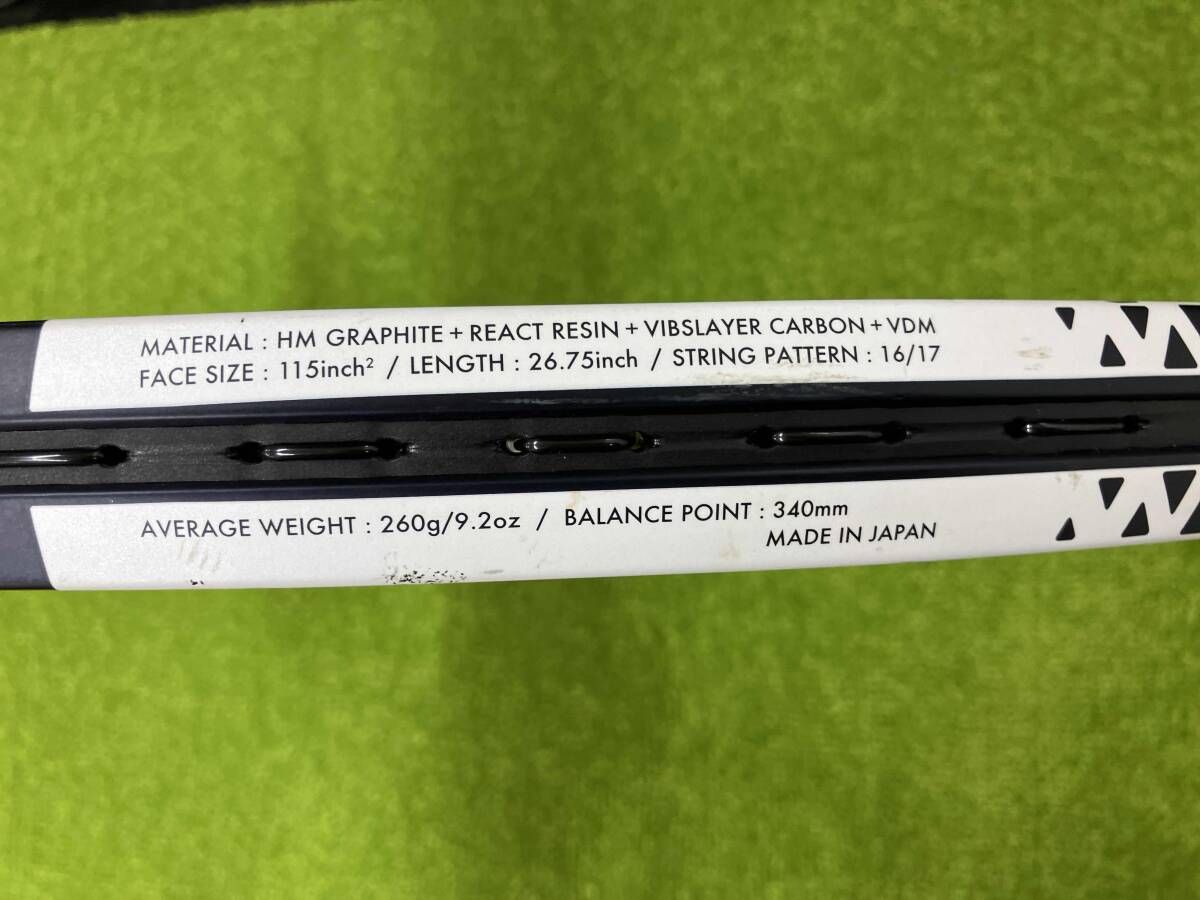 MATERIAL : HM GRAPHITE + REACT RESIN + VIBSLAYER CARBON + VDM
FACE SIZE : 115inch² / LENGTH : 26.75inch / STRING PATTERN : 16/17
AVERAGE WEIGHT : 260g/9.2oz / BALANCE POINT : 340mm
MADE IN JAPAN